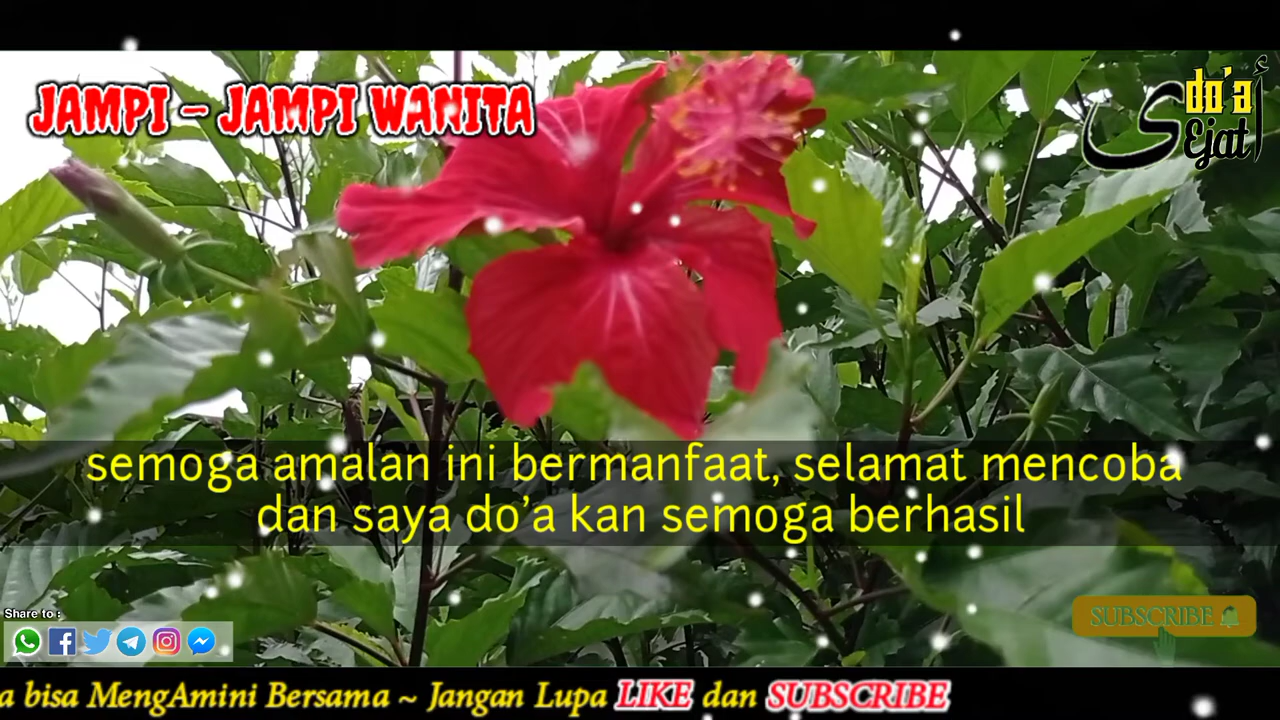 JAMPI - JAMPI WANITA
do'a
Ejati
semoga amalan ini bermanfaat, selamat mencoba
dan saya do'a kan semoga berhasil
Share to :
SUBSCRIBE
a bisa MengAmini Bersama ~ Jangan Lupa LIKE dan SUBSCRIBE